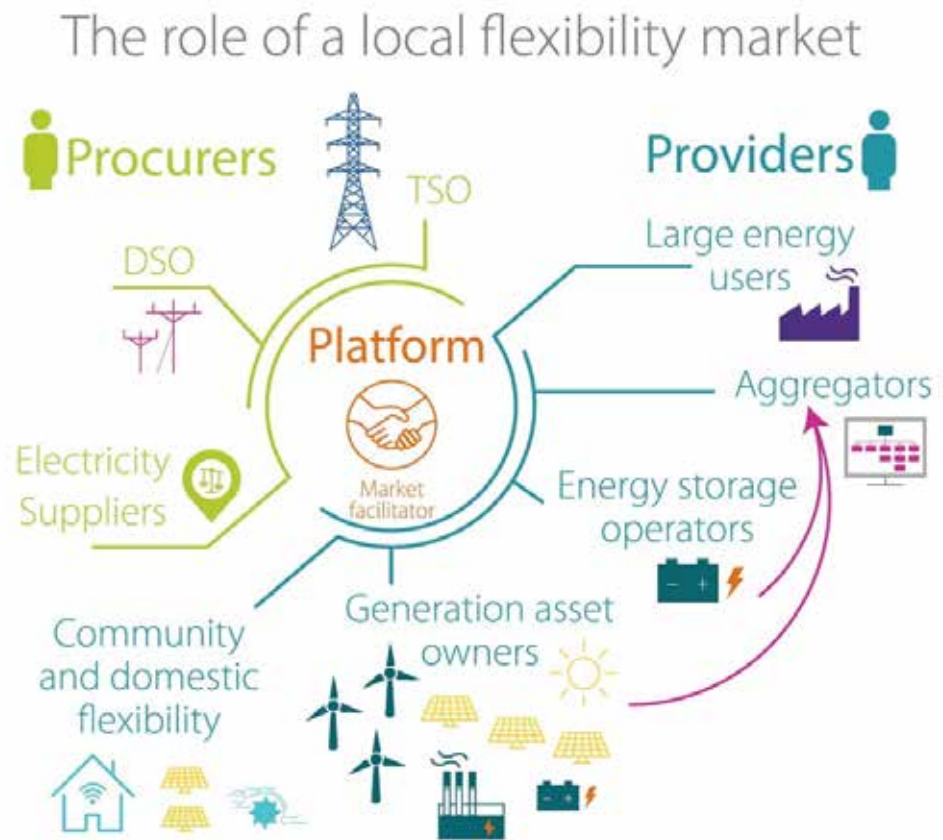 The role of a local flexibility market
Procurers
Providers
TSO
DSO
Large energy
users
Platform
Aggregators
Electricity
Suppliers
Market
facilitator
Energy storage
operators
Generation asset
owners
Community
and domestic
flexibility